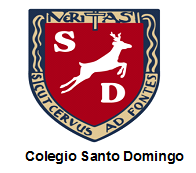 VERITAS
S
D
SICUT CERVUS AD FONTES
Colegio Santo Domingo